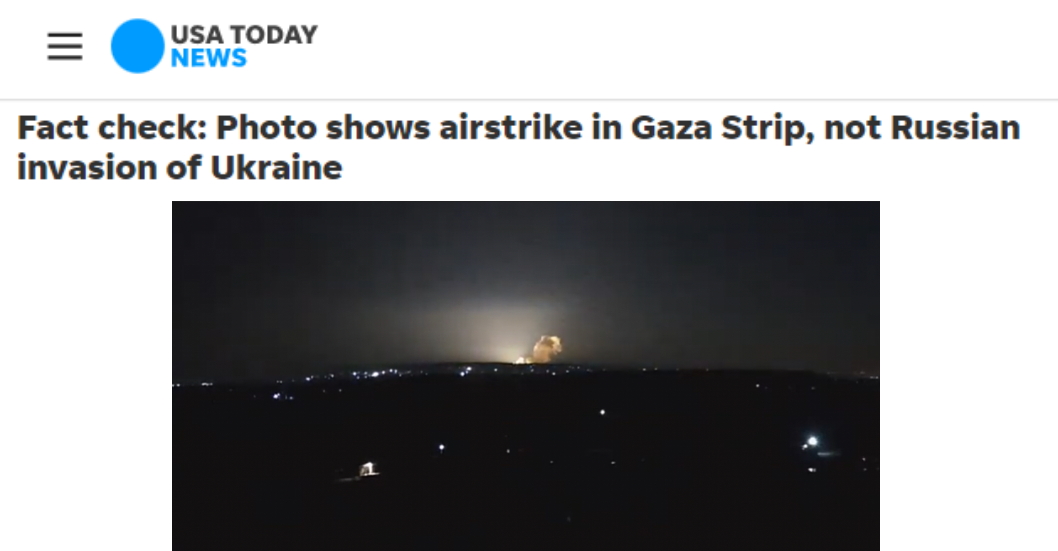 USA TODAY
NEWS
Fact check: Photo shows airstrike in Gaza Strip, not Russian
invasion of Ukraine